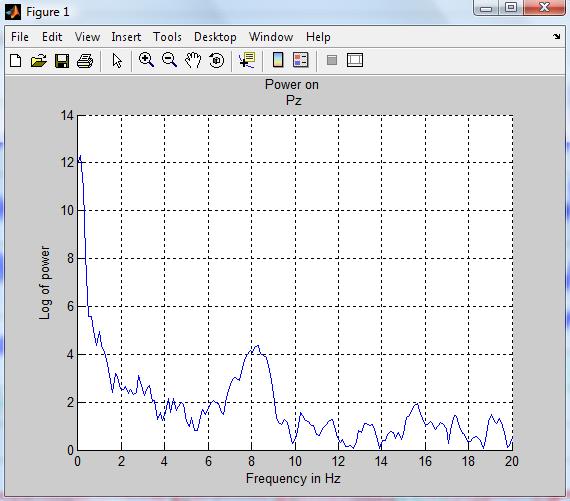 Figure 1
File Edit View Insert Tools Desktop Window Help
Power on
Pz
14
12
10
8
6
4
2
0
Log of power
0 2 4 6 8 10 12 14 16 18 20
Frequency in Hz